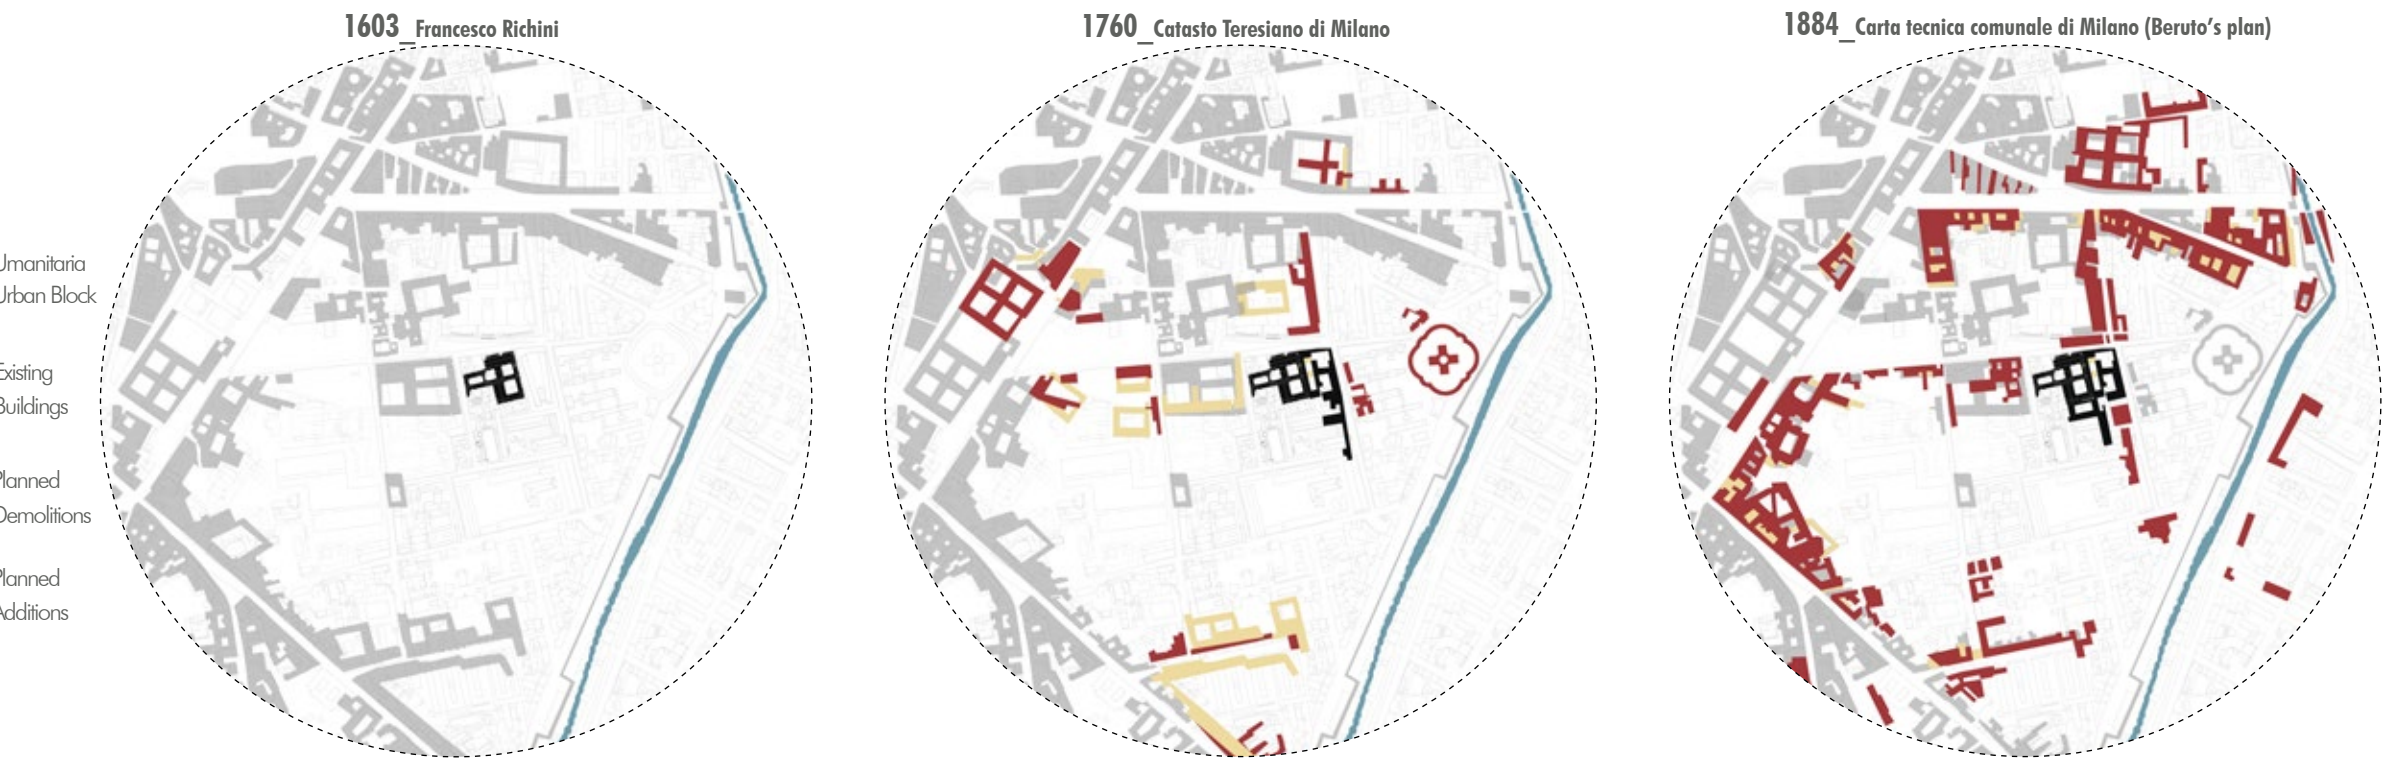 1603_Francesco Richini
1760_Catasto Teresiano di Milano
1884_Carta tecnica comunale di Milano (Beruto's plan)
Umanitaria
Urban Block
Existing
Buildings
Planned
Demolitions
Planned
Additions